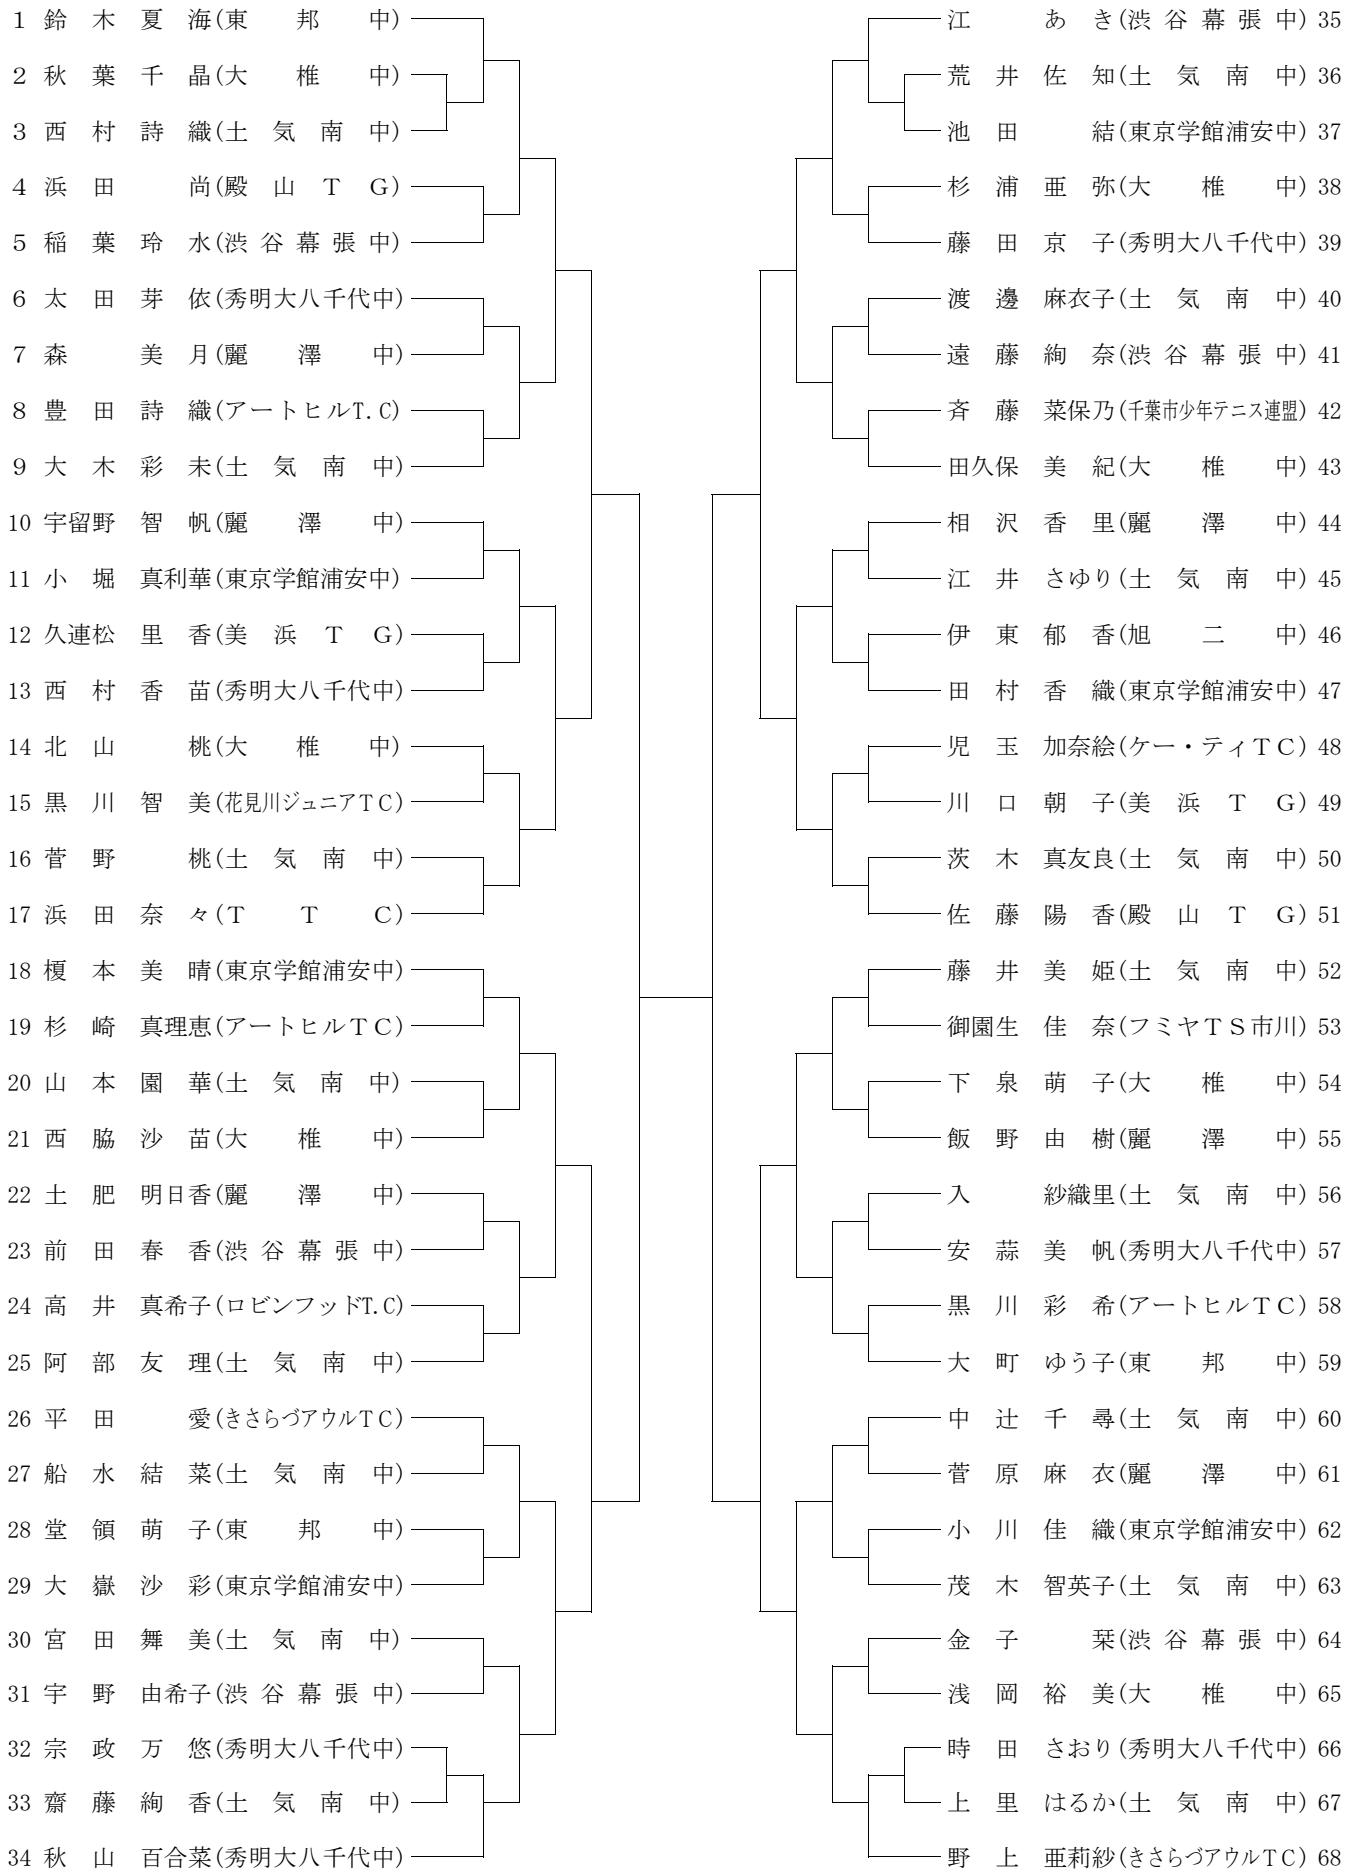 1 鈴木夏海(東邦中)
2 秋葉千晶(大椎中)
3 西村詩織(土気南中)
4 浜田尚(殿山ＴＧ)
5 稲葉玲水(渋谷幕張中)
6 太田芽依(秀明大八千代中)
7 森美月(麗澤中)
8 豊田詩織(アートヒルT.C)
9 大木彩未(土気南中)
10 宇留野智帆(麗澤中)
11 小堀真利華(東京学館浦安中)
12 久連松里香(美浜ＴＧ)
13 西村香苗(秀明大八千代中)
14 北山桃(大椎中)
15 黒川智美(花見川ジュニアＴＣ)
16 菅野桃(土気南中)
17 浜田奈々(ＴＴＣ)
18 榎本美晴(東京学館浦安中)
19 杉崎真理恵(アートヒルＴＣ)
20 山本園華(土気南中)
21 西脇沙苗(大椎中)
22 土肥明日香(麗澤中)
23 前田春香(渋谷幕張中)
24 高井真希子(ロビンフッドT.C)
25 阿部友理(土気南中)
26 平田愛(きさらづアウルＴＣ)
27 船水結菜(土気南中)
28 堂領萌子(東邦中)
29 大嶽沙彩(東京学館浦安中)
30 宮田舞美(土気南中)
31 宇野由希子(渋谷幕張中)
32 宗政万悠(秀明大八千代中)
33 齋藤絢香(土気南中)
34 秋山百合菜(秀明大八千代中)
江あき(渋谷幕張中) 35
荒井佐知(土気南中) 36
池田結(東京学館浦安中) 37
杉浦亜弥(大椎中) 38
藤田京子(秀明大八千代中) 39
渡邊麻衣子(土気南中) 40
遠藤絢奈(渋谷幕張中) 41
斉藤菜保乃(千葉市少年テニス連盟) 42
田久保美紀(大椎中) 43
相沢香里(麗澤中) 44
江井さゆり(土気南中) 45
伊東郁香(旭二中) 46
田村香織(東京学館浦安中) 47
児玉加奈絵(ケー・ティＴＣ) 48
川口朝子(美浜ＴＧ) 49
茨木真友良(土気南中) 50
佐藤陽香(殿山ＴＧ) 51
藤井美姫(土気南中) 52
御園生佳奈(フミヤＴＳ市川) 53
下泉萌子(大椎中) 54
飯野由樹(麗澤中) 55
入紗織里(土気南中) 56
安蒜美帆(秀明大八千代中) 57
黒川彩希(アートヒルＴＣ) 58
大町ゆう子(東邦中) 59
中辻千尋(土気南中) 60
菅原麻衣(麗澤中) 61
小川佳織(東京学館浦安中) 62
茂木智英子(土気南中) 63
金子栞(渋谷幕張中) 64
浅岡裕美(大椎中) 65
時田さおり(秀明大八千代中) 66
上里はるか(土気南中) 67
野上亜莉紗(きさらづアウルＴＣ) 68